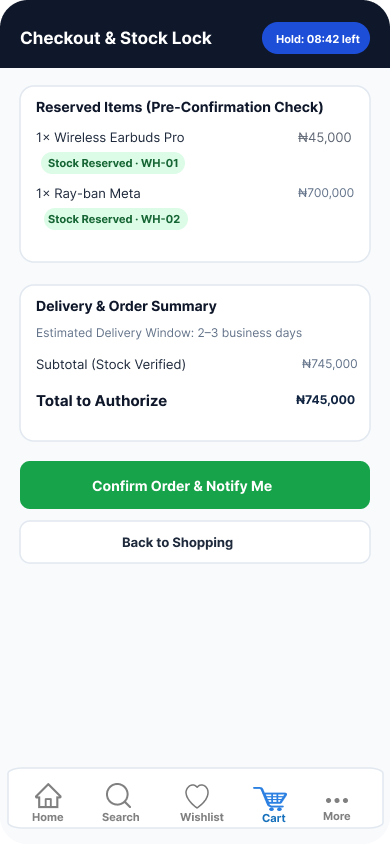 Checkout & Stock Lock
Hold: 08:42 left
Reserved Items (Pre-Confirmation Check)
1× Wireless Earbuds Pro ₦45,000
Stock Reserved · WH-01
1× Ray-ban Meta ₦700,000
Stock Reserved · WH-02
Delivery & Order Summary
Estimated Delivery Window: 2–3 business days
Subtotal (Stock Verified) ₦745,000
Total to Authorize ₦745,000
Confirm Order & Notify Me
Back to Shopping
Home Search Wishlist Cart More